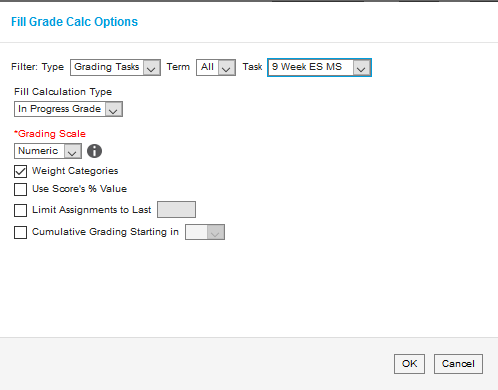 Fill Grade Calc Options
Filter: Type Grading Tasks Term All Task 9 Week ES MS
Fill Calculation Type
In Progress Grade
*Grading Scale
Numeric
Weight Categories
Use Score's % Value
Limit Assignments to Last
Cumulative Grading Starting in
OK Cancel